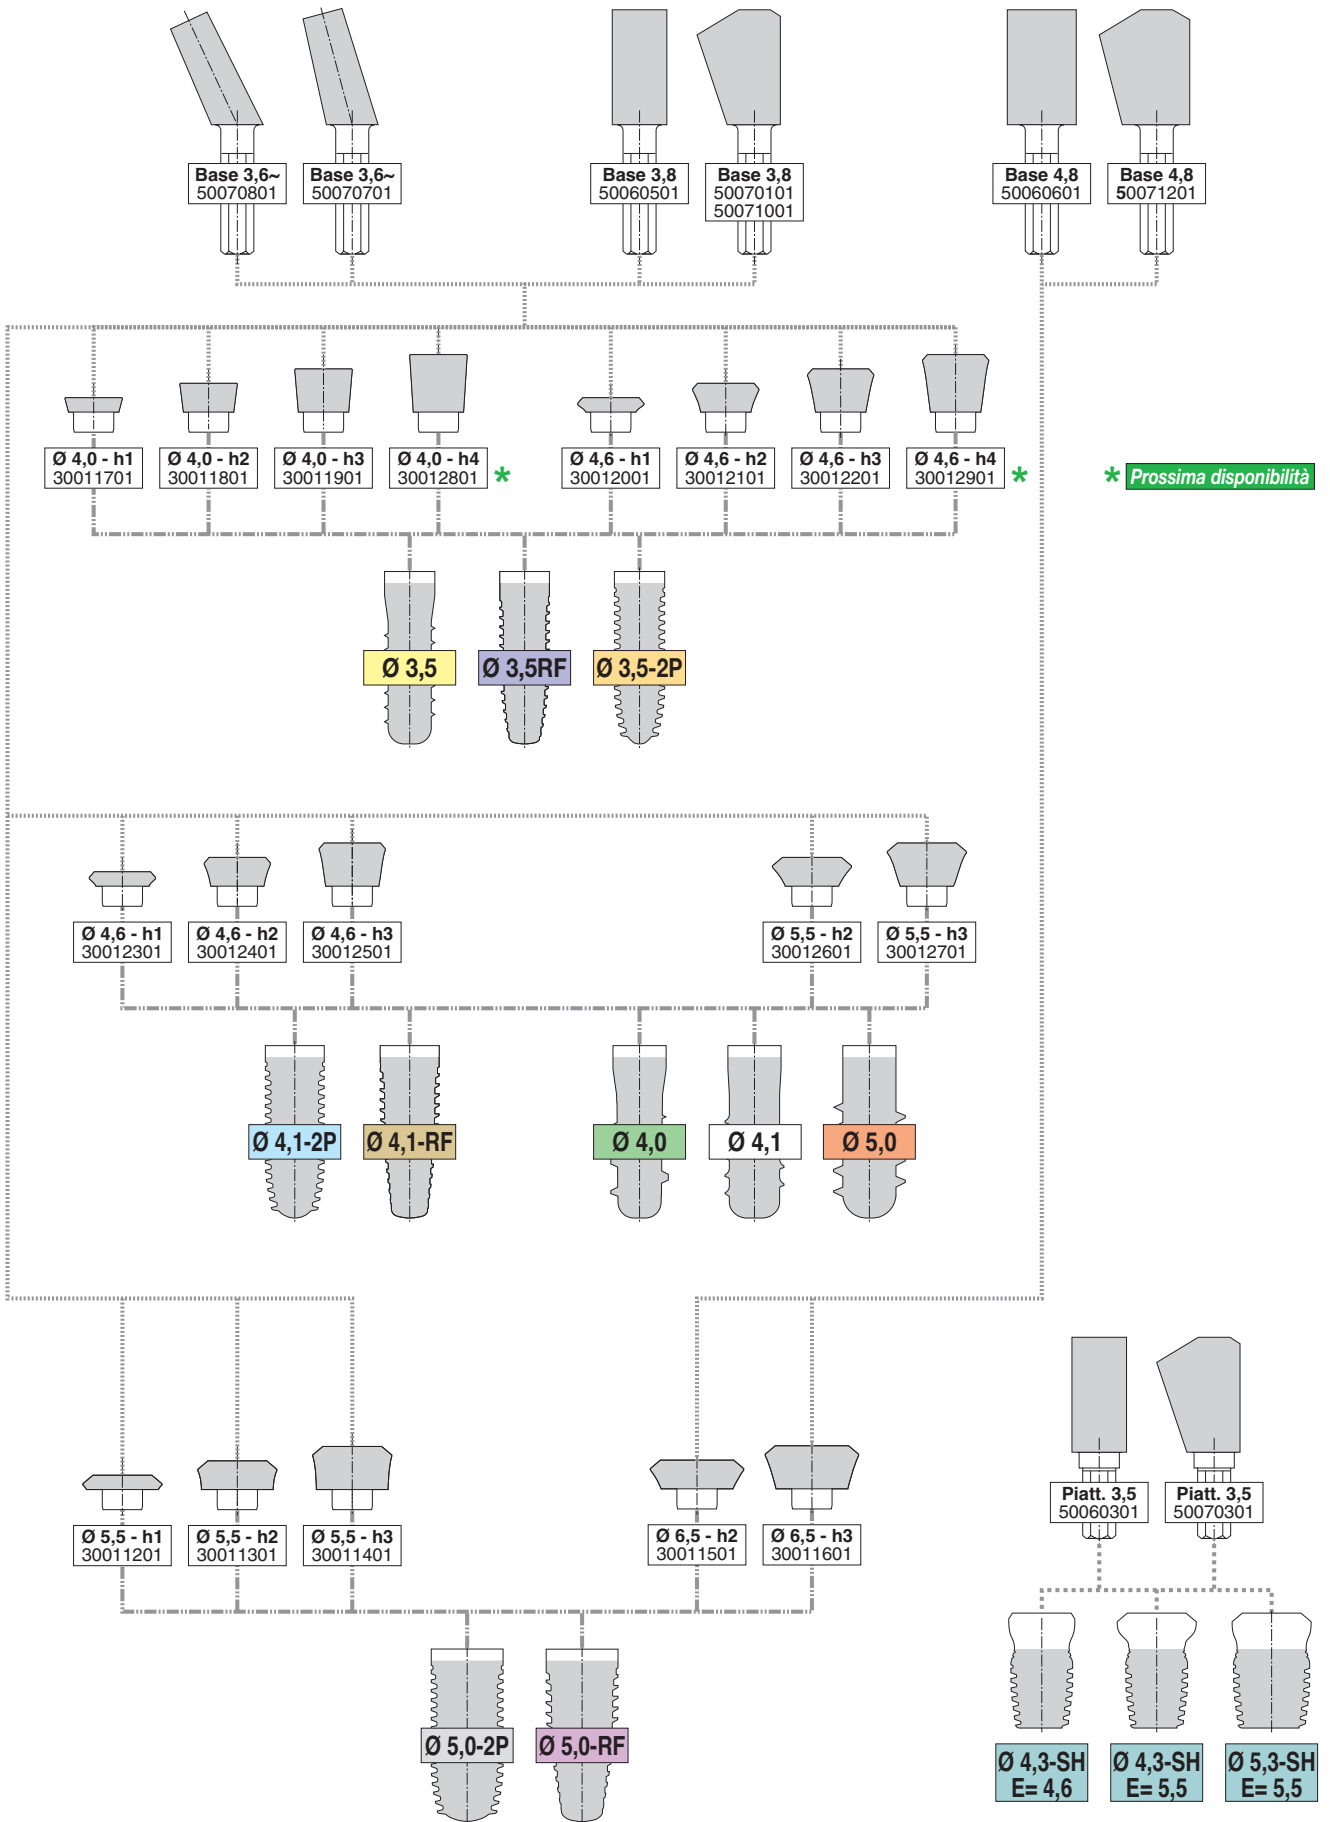 Base 3,6~
50070801
Base 3,6~
50070701
Base 3,8
50060501
Base 3,8
50070101
50071001
Base 4,8
50060601
Base 4,8
50071201
Ø 4,0 - h1
30011701
Ø 4,0 - h2
30011801
Ø 4,0 - h3
30011901
Ø 4,0 - h4
30012801
*
Ø 4,6 - h1
30012001
Ø 4,6 - h2
30012101
Ø 4,6 - h3
30012201
Ø 4,6 - h4
30012901
*
* Prossima disponibilità
Ø 3,5
Ø 3,5RF
Ø 3,5-2P
Ø 4,6 - h1
30012301
Ø 4,6 - h2
30012401
Ø 4,6 - h3
30012501
Ø 5,5 - h2
30012601
Ø 5,5 - h3
30012701
Ø 4,1-2P
Ø 4,1-RF
Ø 4,0
Ø 4,1
Ø 5,0
Ø 5,5 - h1
30011201
Ø 5,5 - h2
30011301
Ø 5,5 - h3
30011401
Ø 6,5 - h2
30011501
Ø 6,5 - h3
30011601
Piatt. 3,5
50060301
Piatt. 3,5
50070301
Ø 5,0-2P
Ø 5,0-RF
Ø 4,3-SH
E= 4,6
Ø 4,3-SH
E= 5,5
Ø 5,3-SH
E= 5,5